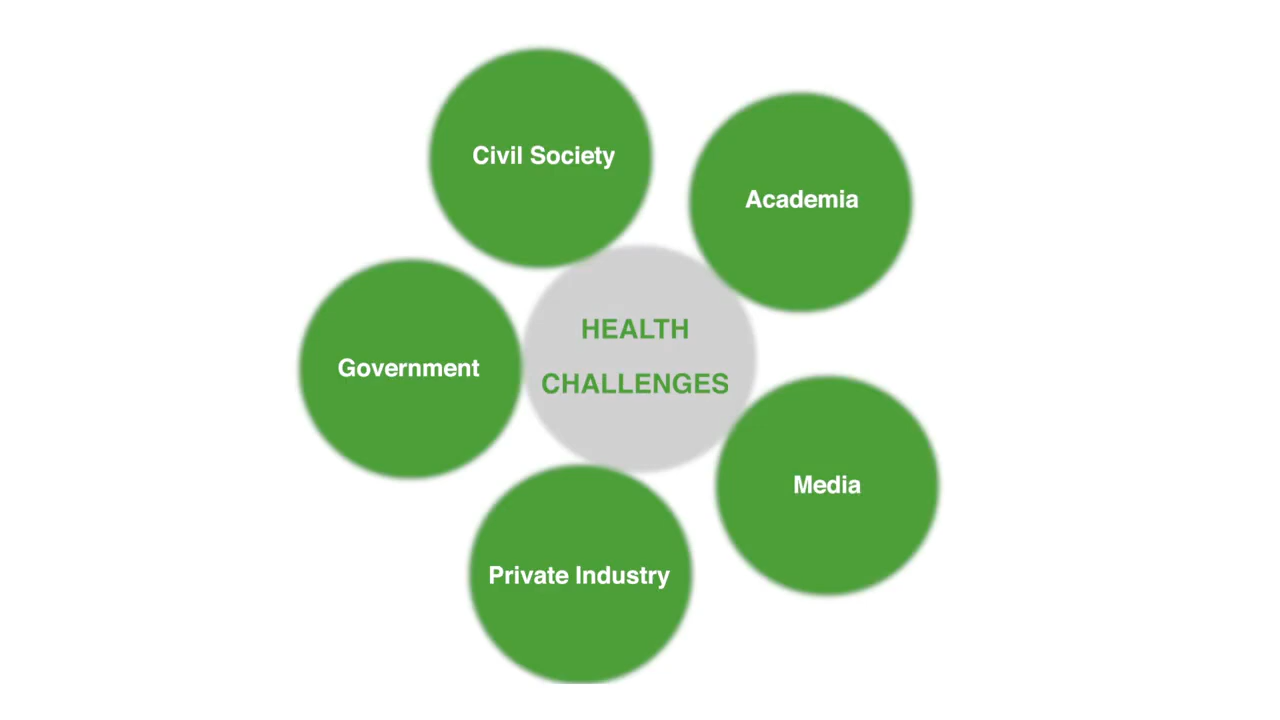 Civil Society
Academia
HEALTH
CHALLENGES
Government
Media
Private Industry